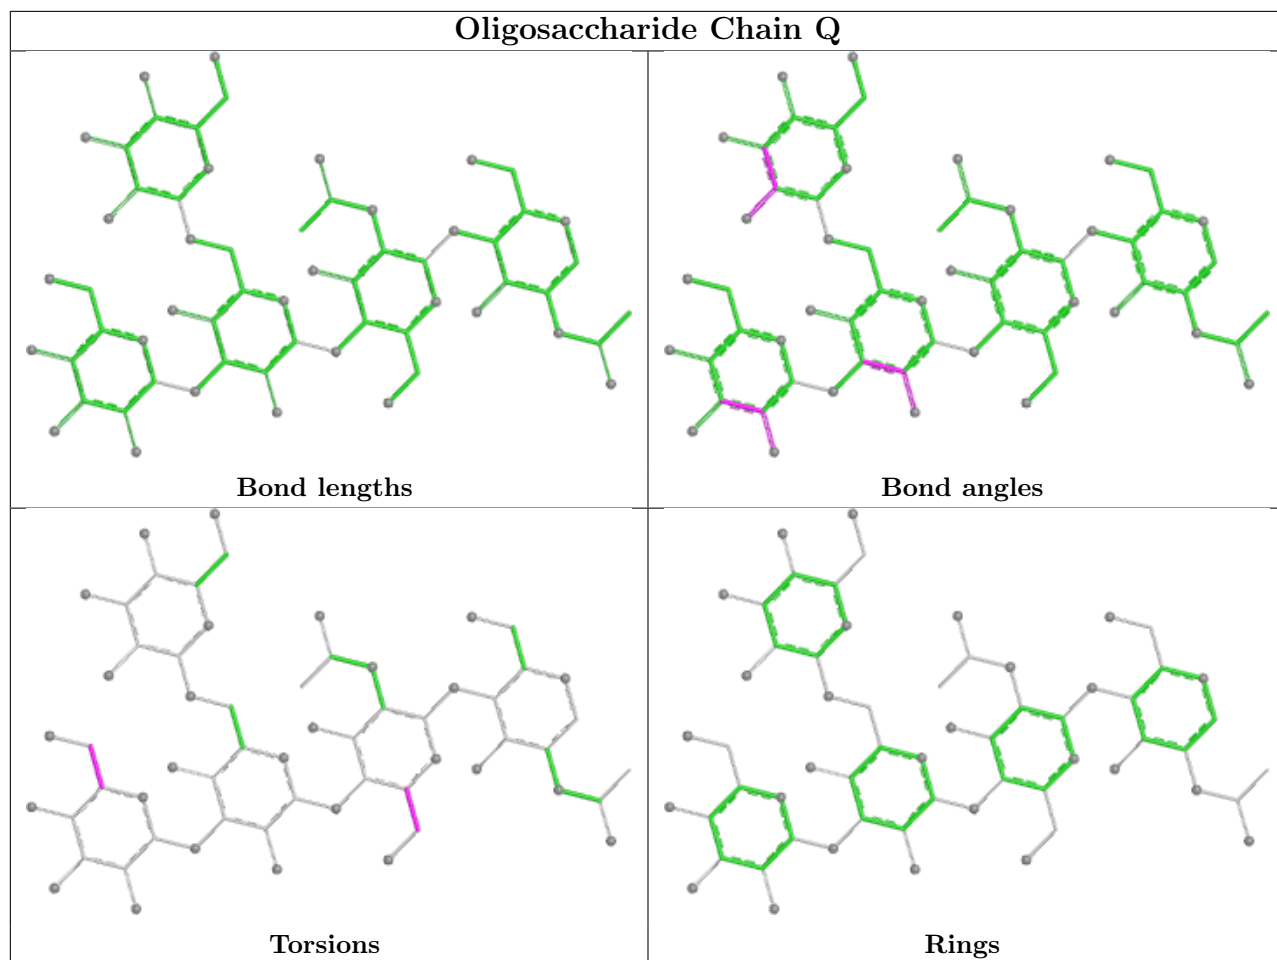 Oligosaccharide Chain Q
Bond lengths
Bond angles
Torsions
Rings